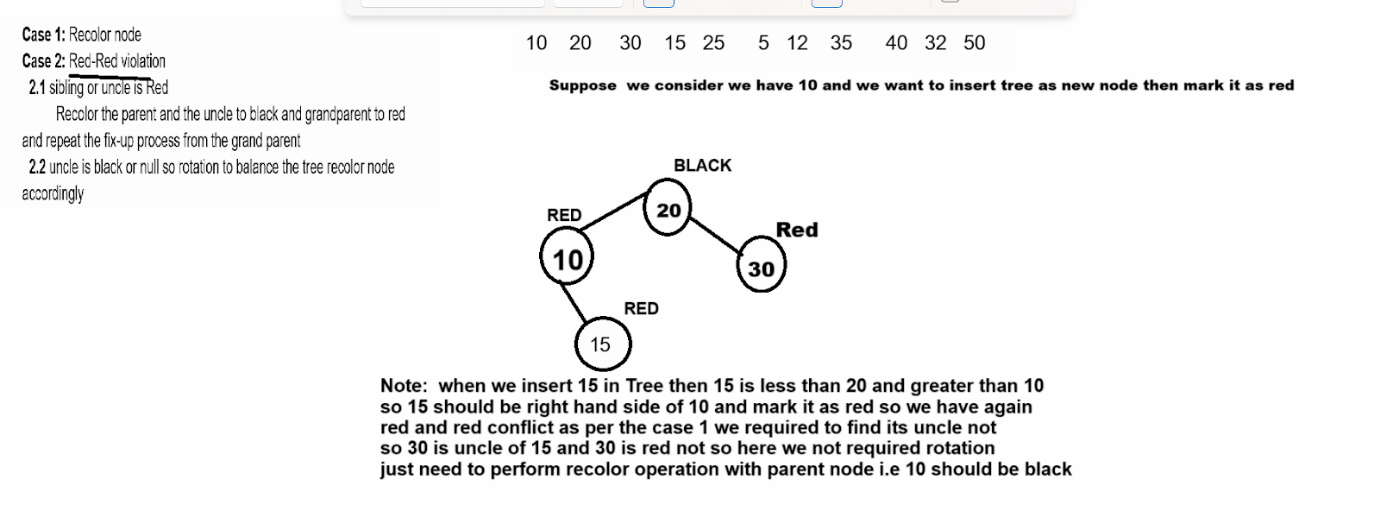 Case 1: Recolor node
Case 2: Red-Red violation
2.1 sibling or uncle is Red
Recolor the parent and the uncle to black and grandparent to red
and repeat the fix-up process from the grand parent
2.2 uncle is black or null so rotation to balance the tree recolor node
accordingly
10 20 30 15 25 5 12 35 40 32 50
Suppose we consider we have 10 and we want to insert tree as new node then mark it as red
BLACK
20
RED
10
Red
30
RED
15
Note: when we insert 15 in Tree then 15 is less than 20 and greater than 10
so 15 should be right hand side of 10 and mark it as red so we have again
red and red conflict as per the case 1 we required to find its uncle not
so 30 is uncle of 15 and 30 is red not so here we not required rotation
just need to perform recolor operation with parent node i.e 10 should be black